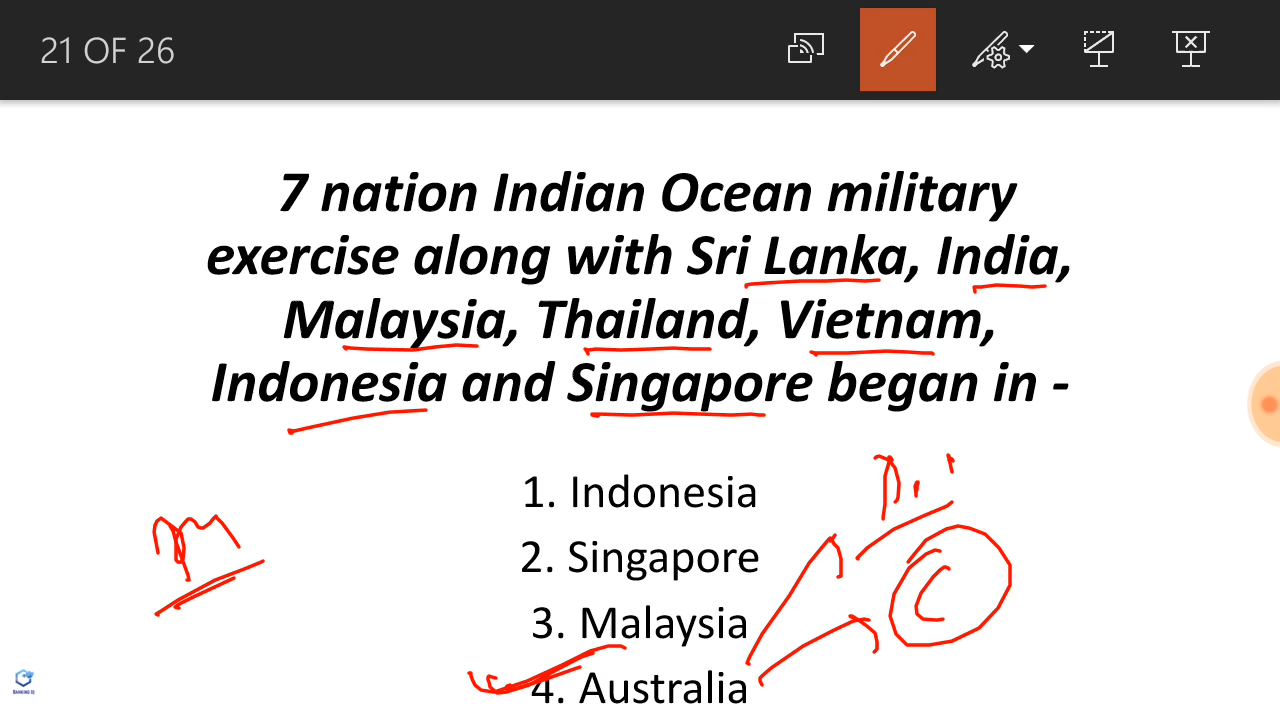 21 OF 26
7 nation Indian Ocean military
exercise along with Sri Lanka, India,
Malaysia, Thailand, Vietnam,
Indonesia and Singapore began in -
1. Indonesia
2. Singapore
3. Malaysia
4. Australia